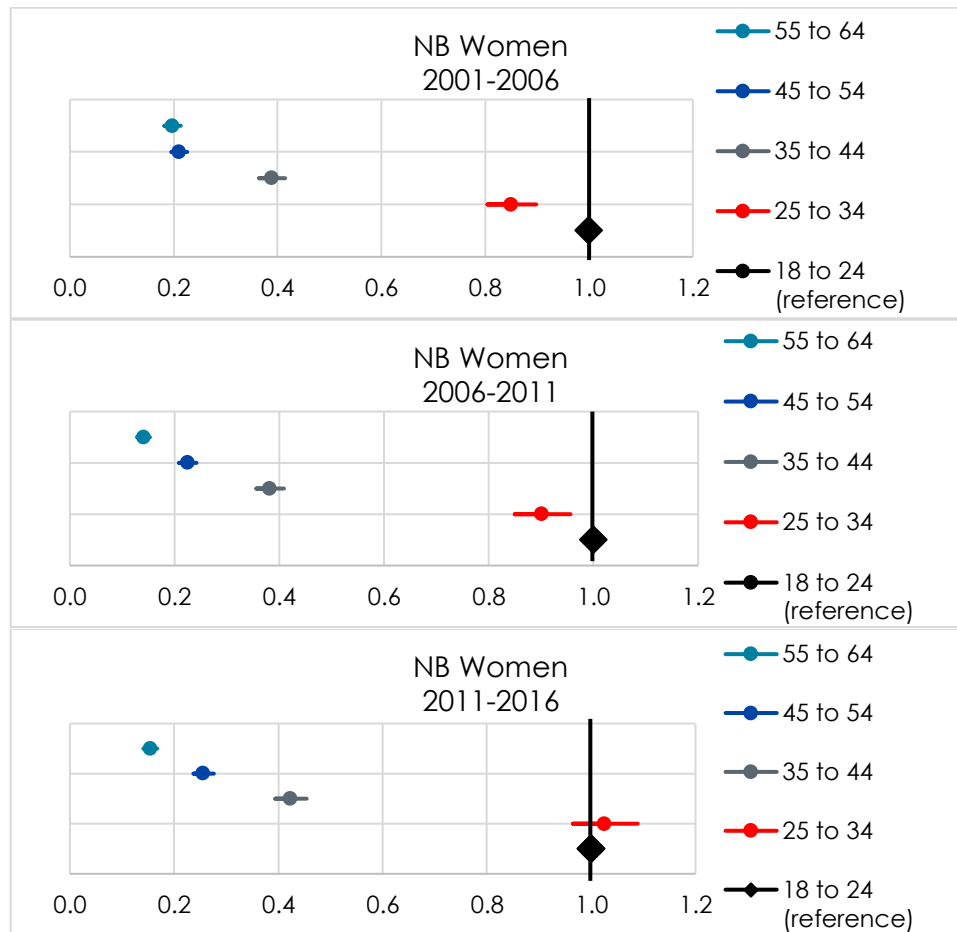 NB Women
2001-2006
55 to 64
45 to 54
35 to 44
25 to 34
18 to 24
(reference)
0.0 0.2 0.4 0.6 0.8 1.0 1.2
NB Women
2006-2011
55 to 64
45 to 54
35 to 44
25 to 34
18 to 24
(reference)
0.0 0.2 0.4 0.6 0.8 1.0 1.2
NB Women
2011-2016
55 to 64
45 to 54
35 to 44
25 to 34
18 to 24
(reference)
0.0 0.2 0.4 0.6 0.8 1.0 1.2